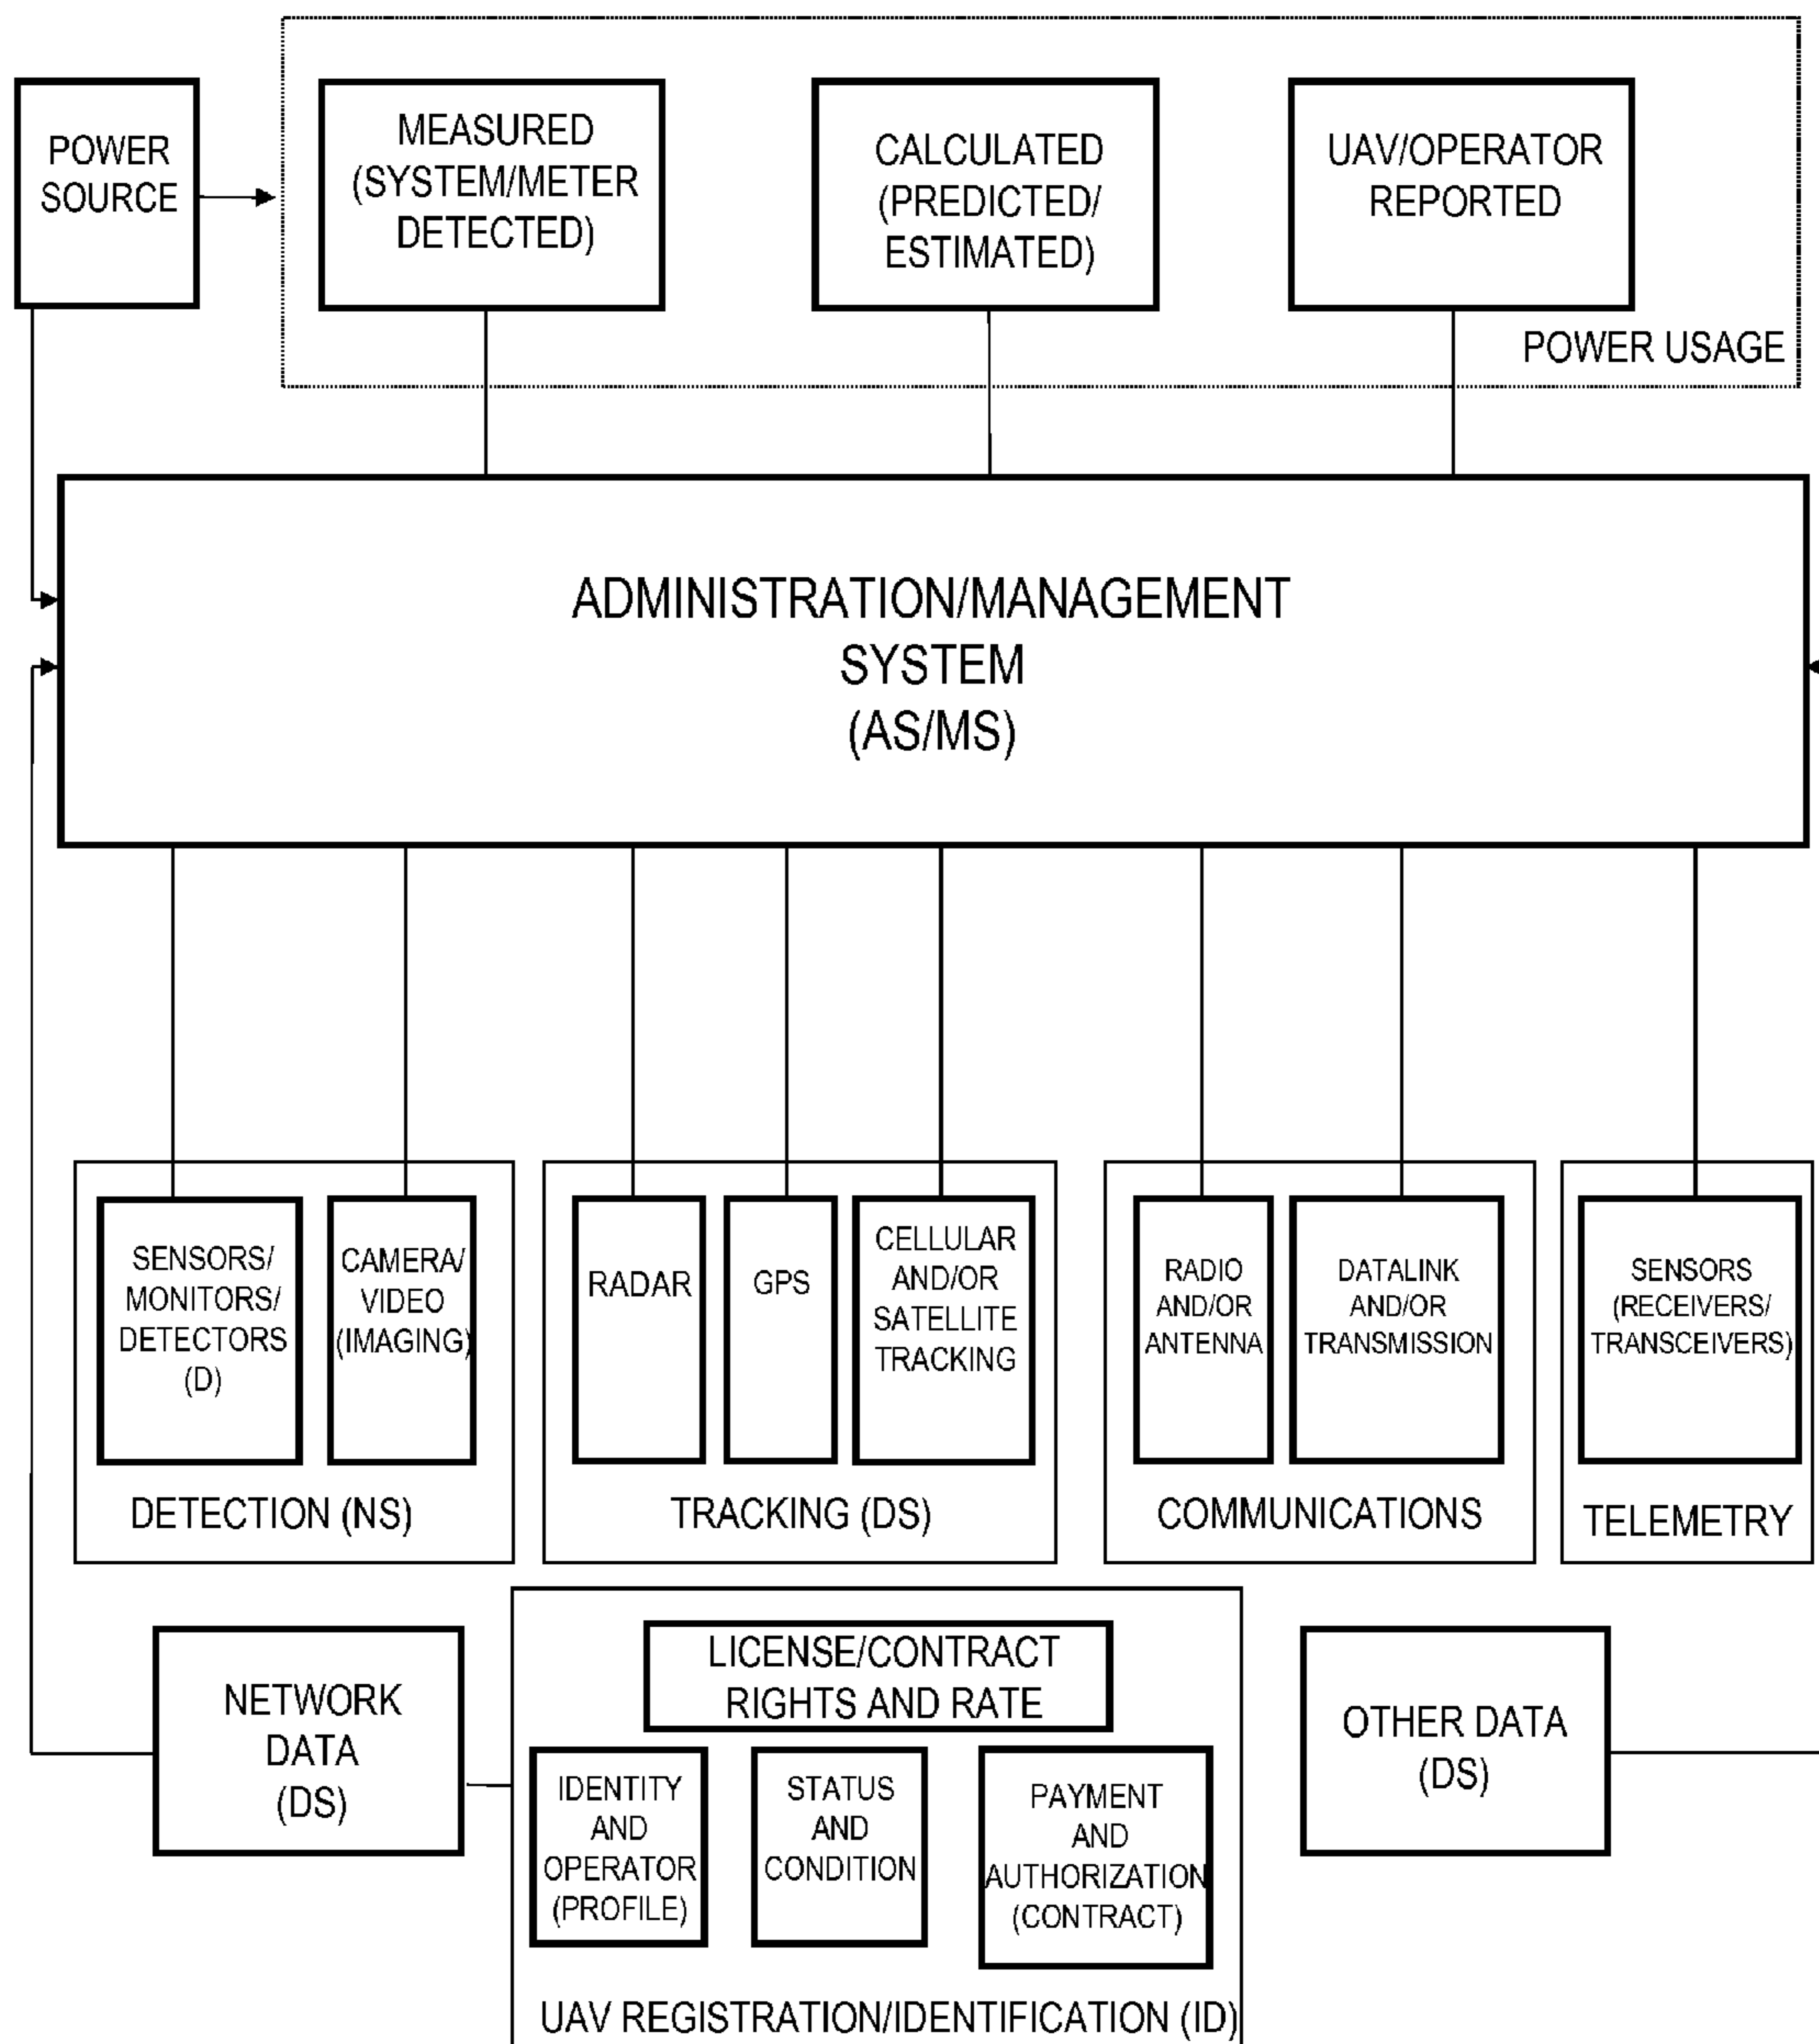 POWER
SOURCE
MEASURED
(SYSTEM/METER
DETECTED)
CALCULATED
(PREDICTED/
ESTIMATED)
UAV/OPERATOR
REPORTED
POWER USAGE
ADMINISTRATION/MANAGEMENT
SYSTEM
(AS/MS)
SENSORS/
MONITORS/
DETECTORS
(D)
CAMERA/
VIDEO
(IMAGING)
DETECTION (NS)
RADAR
GPS
CELLULAR
AND/OR
SATELLITE
TRACKING
TRACKING (DS)
RADIO
AND/OR
ANTENNA
DATALINK
AND/OR
TRANSMISSION
COMMUNICATIONS
SENSORS
(RECEIVERS/
TRANSCEIVERS)
TELEMETRY
NETWORK
DATA
(DS)
LICENSE/CONTRACT
RIGHTS AND RATE
IDENTITY
AND
OPERATOR
(PROFILE)
STATUS
AND
CONDITION
PAYMENT
AND
AUTHORIZATION
(CONTRACT)
UAV REGISTRATION/IDENTIFICATION (ID)
OTHER DATA
(DS)